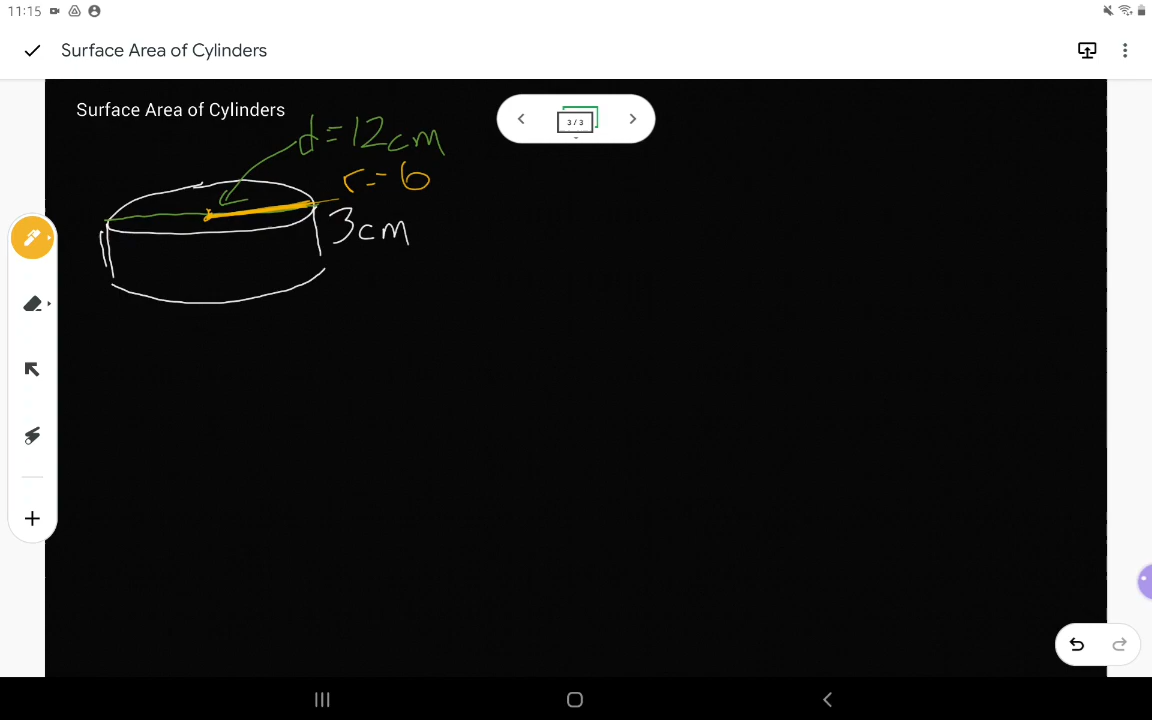 11:15
Surface Area of Cylinders
Surface Area of Cylinders
3 / 3
d=12cm
r=6
3cm